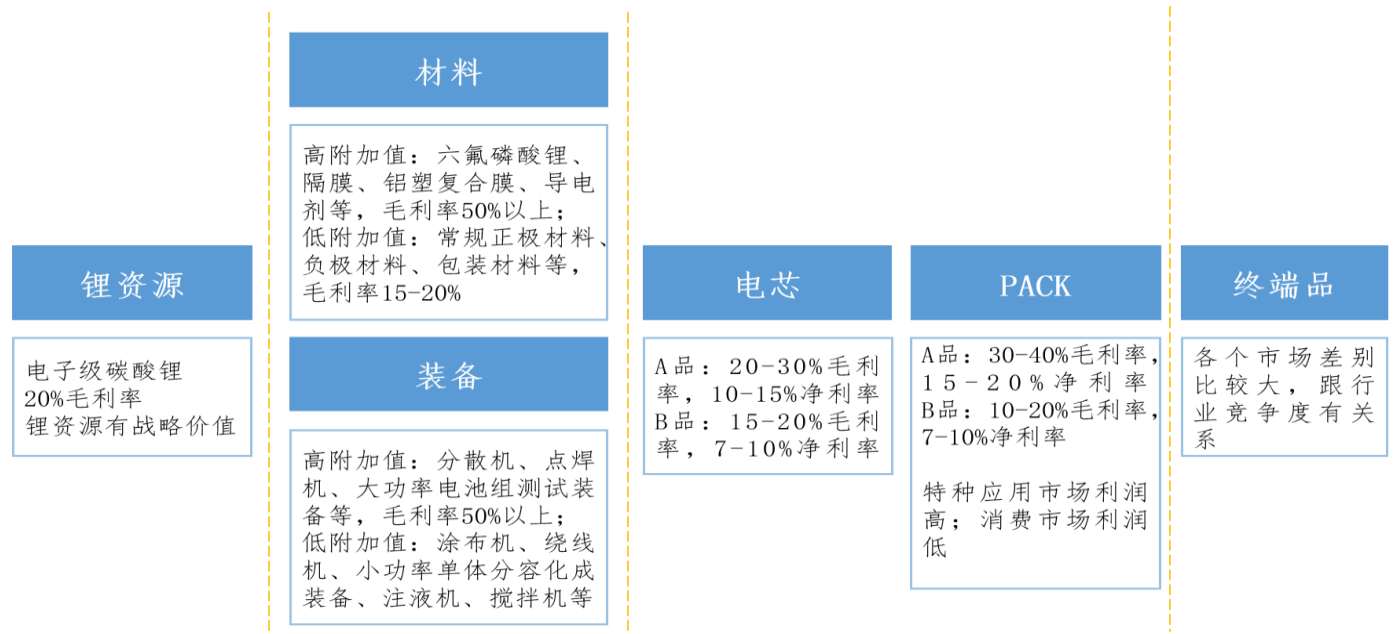 锂资源
电子级碳酸锂
20%毛利率
锂资源有战略价值
材料
高附加值：六氟磷酸锂、
隔膜、铝塑复合膜、导电
剂等，毛利率50%以上；
低附加值：常规正极材料、
负极材料、包装材料等，
毛利率15-20%
装备
高附加值：分散机、点焊
机、大功率电池组测试装
备等，毛利率50%以上；
低附加值：涂布机、绕线
机、小功率单体分容化成
装备、注液机、搅拌机等
电芯
A品：20-30%毛利
率，10-15%净利率
B品：15-20%毛利
率，7-10%净利率
PACK
A品：30-40%毛利率，
15-20%净利率
B品：10-20%毛利率，
7-10%净利率
特种应用市场利润
高；消费市场利润
低
终端品
各个市场差别
比较大，跟行
业竞争度有关
系